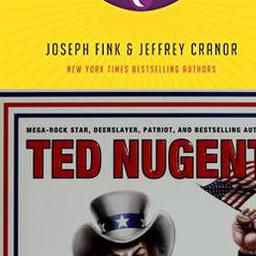 JOSEPH FINK & JEFFREY CRANOR
NEW YORK TIMES BESTSELLING AUTHORS
MEGA-ROCK STAR, DEERSLAYER, PATRIOT, AND BESTSELLING
TED NUGENT